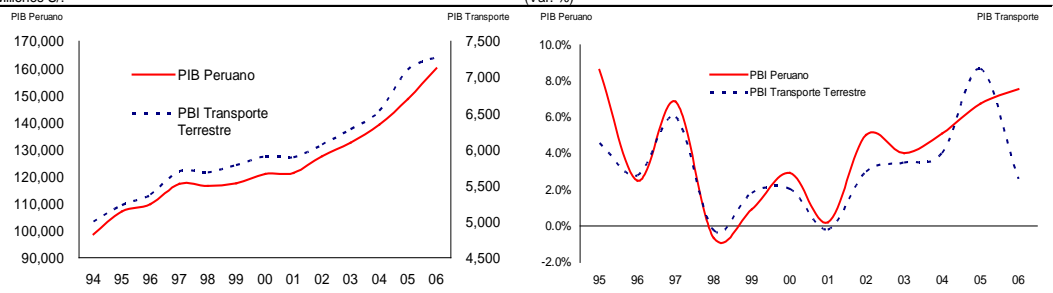 Millones S/. (Var. %)
PIB Peruano PIB Transporte PIB Peruano PIB Transporte
170,000 7,500
160,000 7,000
150,000
140,000 6,500
130,000 6,000
120,000 5,500
110,000 5,000
100,000
90,000 4,500
PIB Peruano
PBI Transporte
Terrestre
94 95 96 97 98 99 00 01 02 03 04 05 06
10.0%
8.0%
6.0%
4.0%
2.0%
0.0%
-2.0%
PBI Peruano
PBI Transporte Terrestre
95 96 97 98 99 00 01 02 03 04 05 06